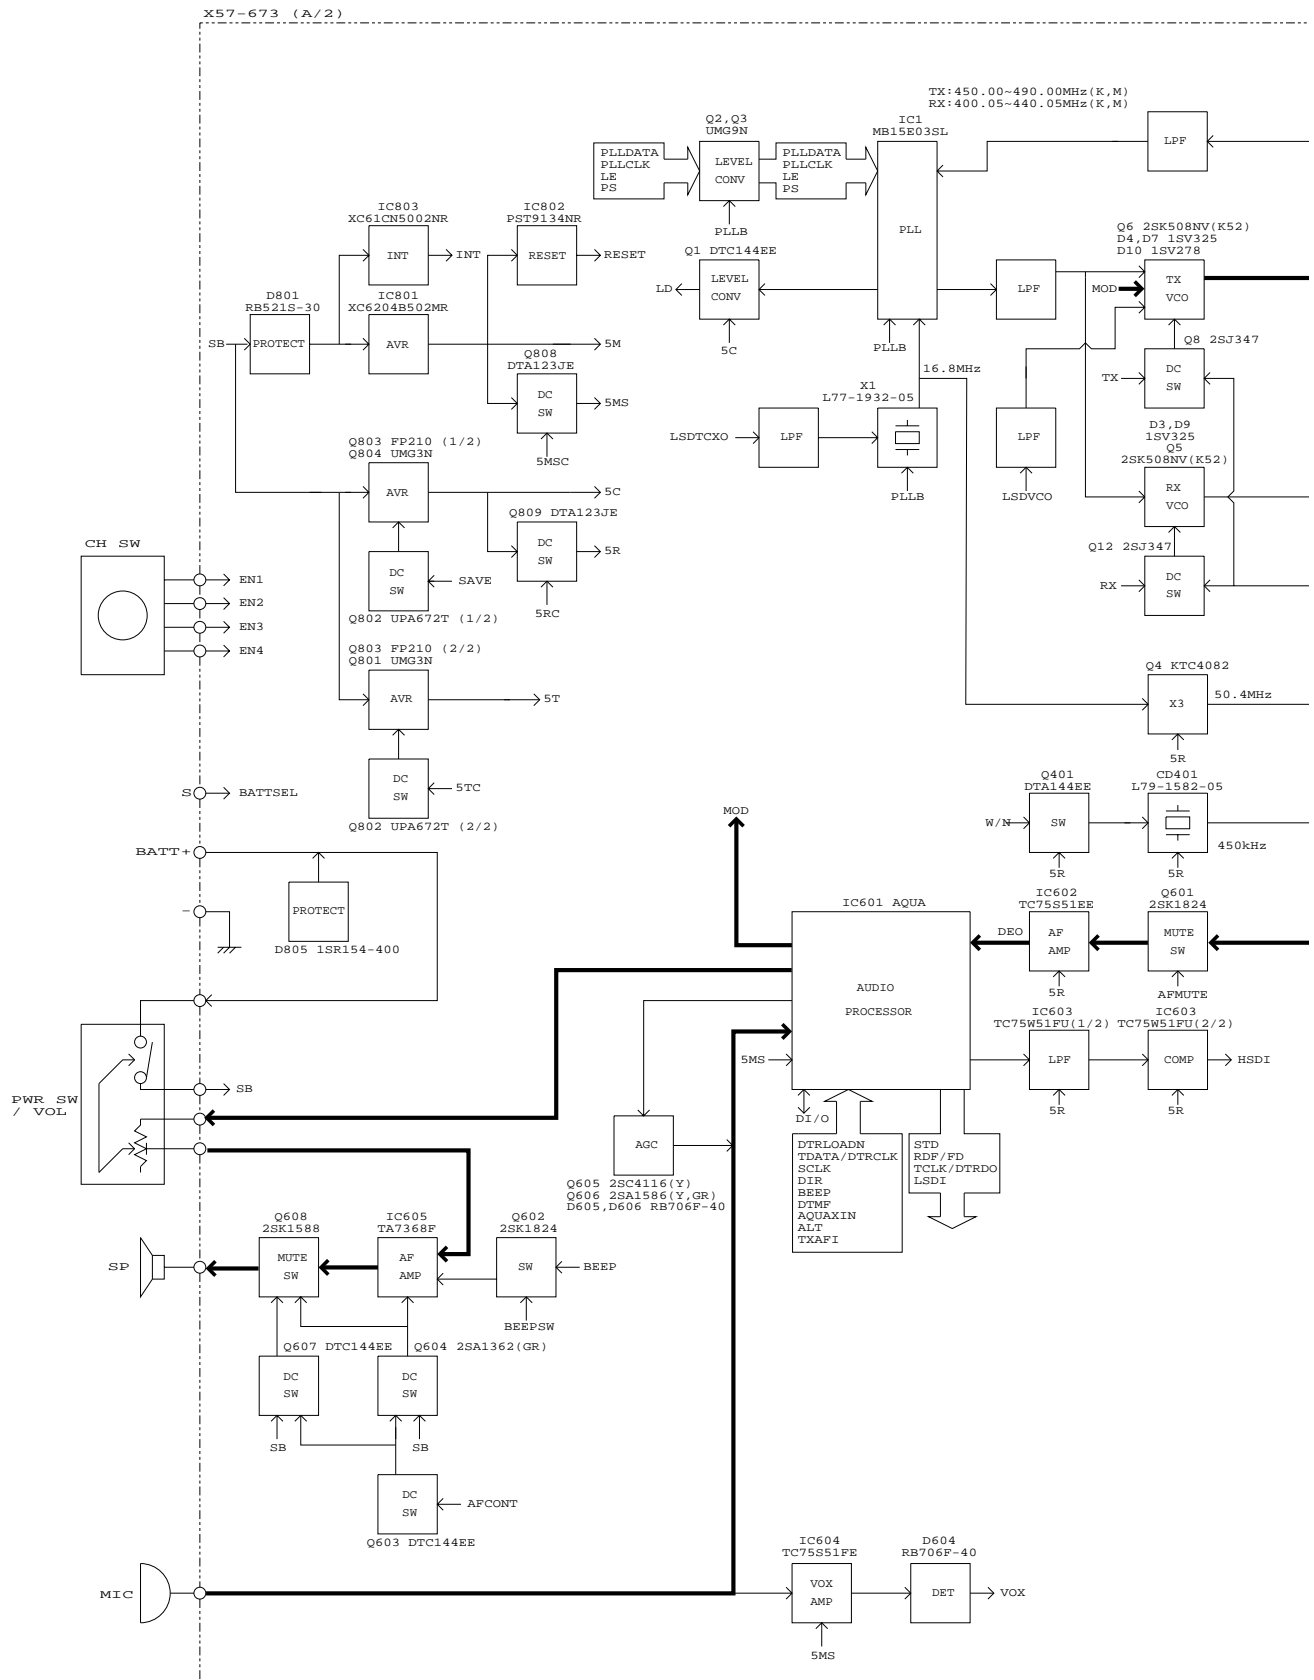 X57-673 (A/2)
TX:450.00~490.00MHz(K,M)
RX:400.05~440.05MHz(K,M)
Q2,Q3
UMG9N
IC1
MB15E03SL
LPF
PLLDATA
PLLCLK
LE
PS
LEVEL
CONV
PLLDATA
PLLCLK
LE
PS
PLL
PLLB
IC803
XC61CN5002NR
INT
INT
IC802
PST9134NR
RESET
RESET
Q1 DTC144EE
LEVEL
CONV
LD
5C
LPF
PLLB
Q6 2SK508NV(K52)
D4,D7 1SV325
D10 1SV278
MOD
TX
VCO
D801
RB521S-30
SB
PROTECT
IC801
XC6204B502MR
AVR
5M
Q808
DTA123JE
DC
SW
5MS
5MSC
16.8MHz
X1
L77-1932-05
LSDTCXO
LPF
PLLB
LPF
LSDVCO
Q8 2SJ347
TX
DC
SW
D3,D9
1SV325
Q5
2SK508NV(K52)
RX
VCO
Q12 2SJ347
RX
DC
SW
Q803 FP210 (1/2)
Q804 UMG3N
AVR
5C
Q809 DTA123JE
DC
SW
5R
5RC
DC
SW
SAVE
Q802 UPA672T (1/2)
CH SW
EN1
EN2
EN3
EN4
Q803 FP210 (2/2)
Q801 UMG3N
AVR
5T
DC
SW
5TC
Q802 UPA672T (2/2)
Q4 KTC4082
X3
50.4MHz
5R
S
BATTSEL
BATT+
-
PROTECT
D805 1SR154-400
Q401
DTA144EE
W/N
SW
5R
CD401
L79-1582-05
450kHz
5R
MOD
IC601 AQUA
AUDIO
PROCESSOR
DEO
IC602
TC75S51EE
AF
AMP
5R
Q601
2SK1824
MUTE
SW
AFMUTE
IC603
TC75W51FU(1/2)
LPF
5R
IC603
TC75W51FU(2/2)
COMP
HSDI
5R
5MS
DI/O
DTRLOADN
TDATA/DTRCLK
SCLK
DIR
BEEP
DTMF
AQUAXIN
ALT
TXAFI
STD
RDF/FD
TCLK/DTRDO
LSDI
PWR SW
/ VOL
SB
AGC
Q605 2SC4116(Y)
Q606 2SA1586(Y,GR)
D605,D606 RB706F-40
SP
Q608
2SK1588
MUTE
SW
IC605
TA7368F
AF
AMP
Q602
2SK1824
SW
BEEP
BEEPSW
Q607 DTC144EE
DC
SW
SB
Q604 2SA1362(GR)
DC
SW
SB
DC
SW
AFCONT
Q603 DTC144EE
MIC
IC604
TC75S51FE
VOX
AMP
5MS
D604
RB706F-40
DET
VOX